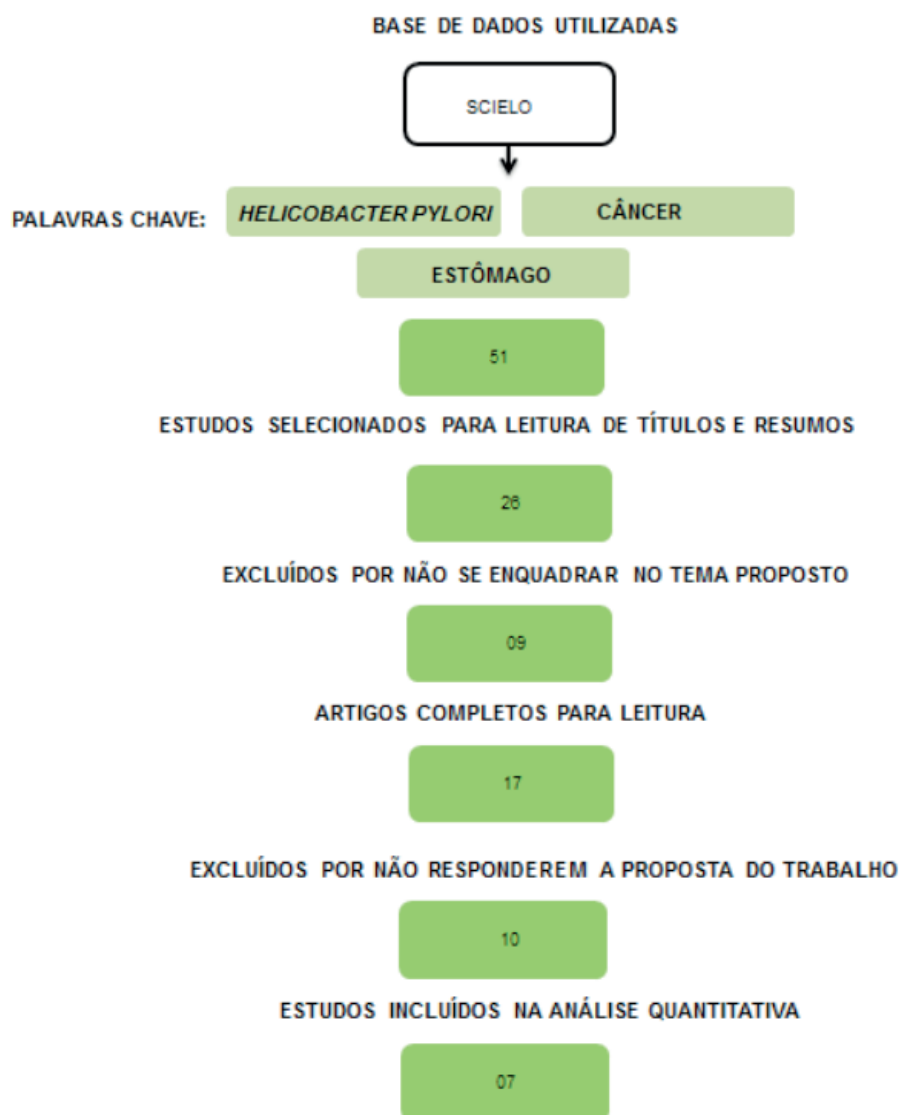 BASE DE DADOS UTILIZADAS
SCIELO
PALAVRAS CHAVE: HELICOBACTER PYLORI CÂNCER
ESTÔMAGO
51
ESTUDOS SELECIONADOS PARA LEITURA DE TÍTULOS E RESUMOS
26
EXCLUÍDOS POR NÃO SE ENQUADRAR NO TEMA PROPOSTO
09
ARTIGOS COMPLETOS PARA LEITURA
17
EXCLUÍDOS POR NÃO RESPONDEREM A PROPOSTA DO TRABALHO
10
ESTUDOS INCLUÍDOS NA ANÁLISE QUANTITATIVA
07